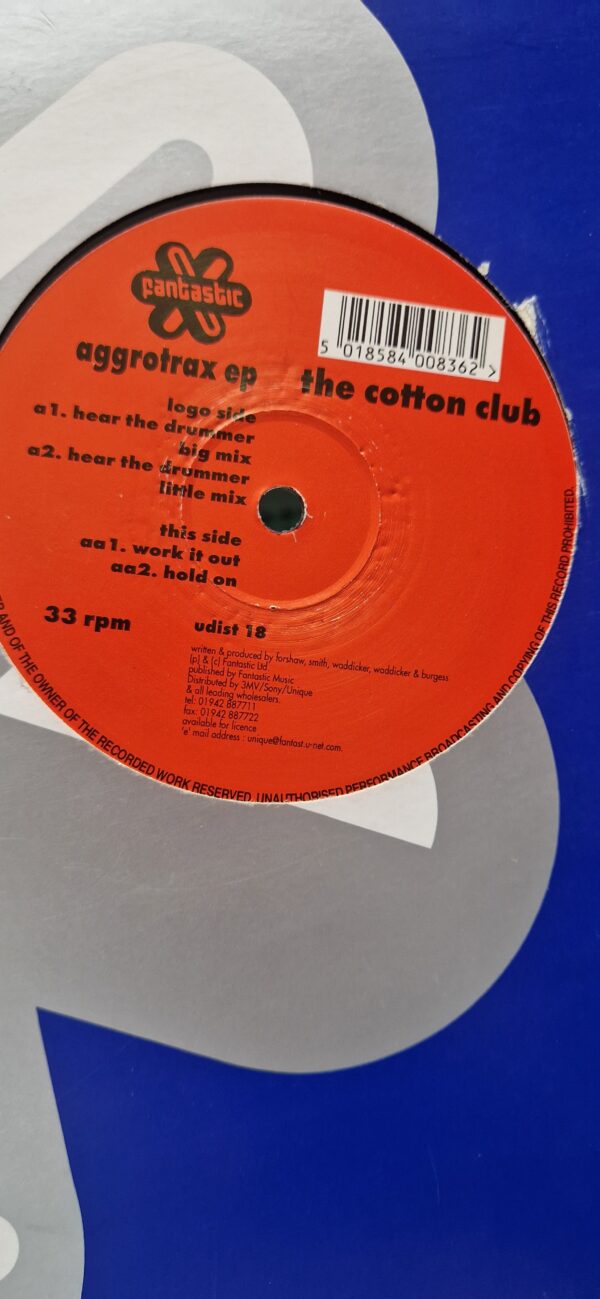 fantastic
5 018584 008362 >
aggrotrax ep
the cotton club
logo side
a1. hear the drummer
big mix
a2. hear the drummer
little mix
this side
aa1. work it out
aa2. hold on
33 rpm
udist 18
written & produced by forshaw, smith, waddicker, waddicker & burgess
(p) & (c) Fantastic Ltd
published by Fantastic Music
Distributed by 3MV/Sony/Unique
& all leading wholesalers.
tel: 01942 887711
fax: 01942 887722
available for licence
'e' mail address : unique@fantast.u-net.com.
AND OF THE OWNER OF THE RECORDED WORK RESERVED. UNAUTHORISED PERFORMANCE BROADCASTING AND COPYING OF THIS RECORD PROHIBITED.